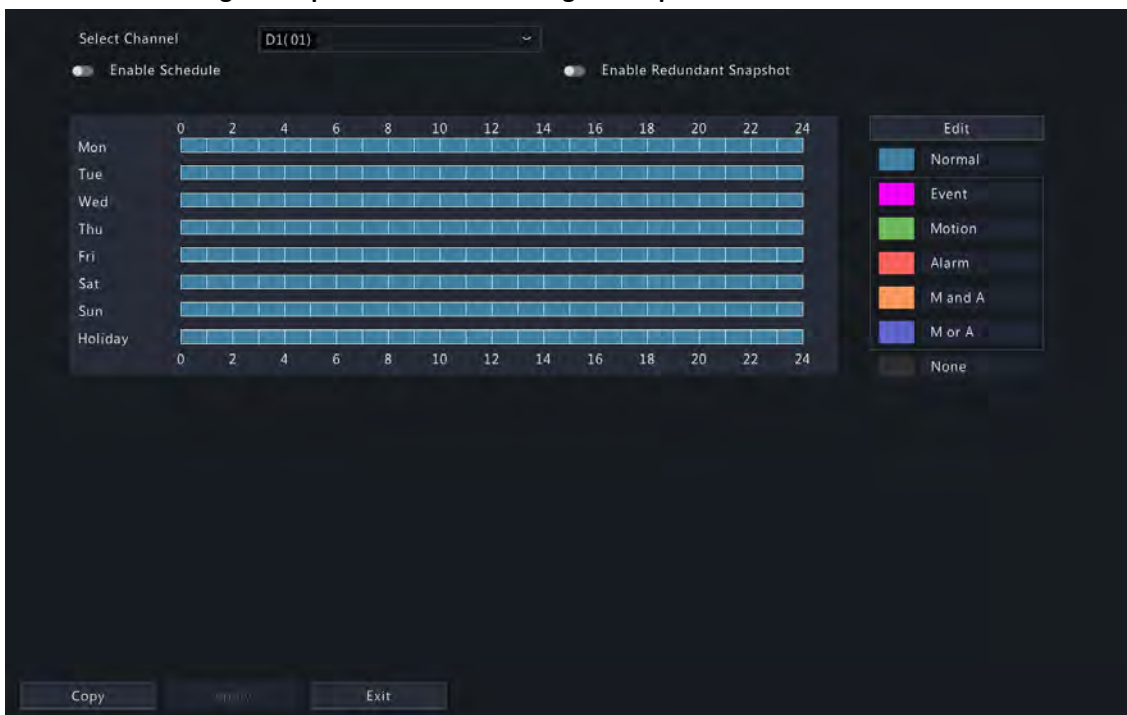 Select Channel D1(01)
Enable Schedule Enable Redundant Snapshot
0 2 4 6 8 10 12 14 16 18 20 22 24
Edit
Mon
Normal
Tue
Wed
Event
Thu
Motion
Fri
Alarm
Sat
M and A
Sun
M or A
Holiday
0 2 4 6 8 10 12 14 16 18 20 22 24
None
Copy Exit